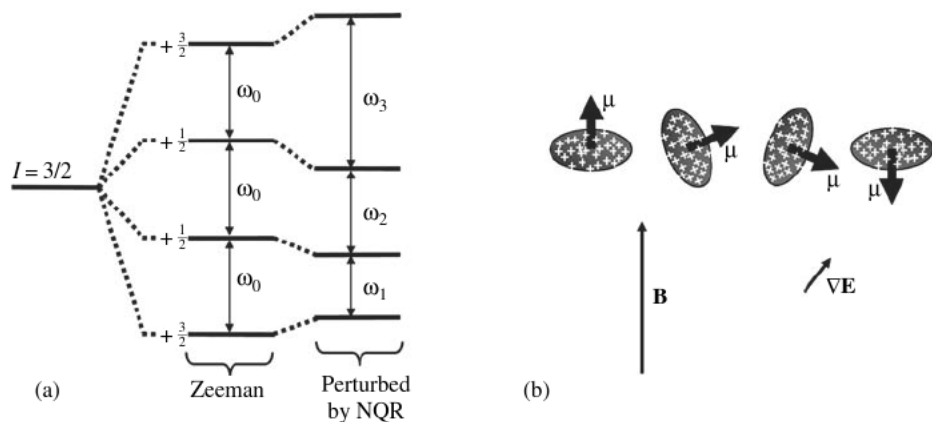 + 3/2
ω₀
ω₃
+ 1/2
I = 3/2
ω₀
ω₂
+ 1/2
ω₀
ω₁
+ 3/2
Zeeman
Perturbed
by NQR
(a)
μ
μ
μ
μ
B
∇E
(b)